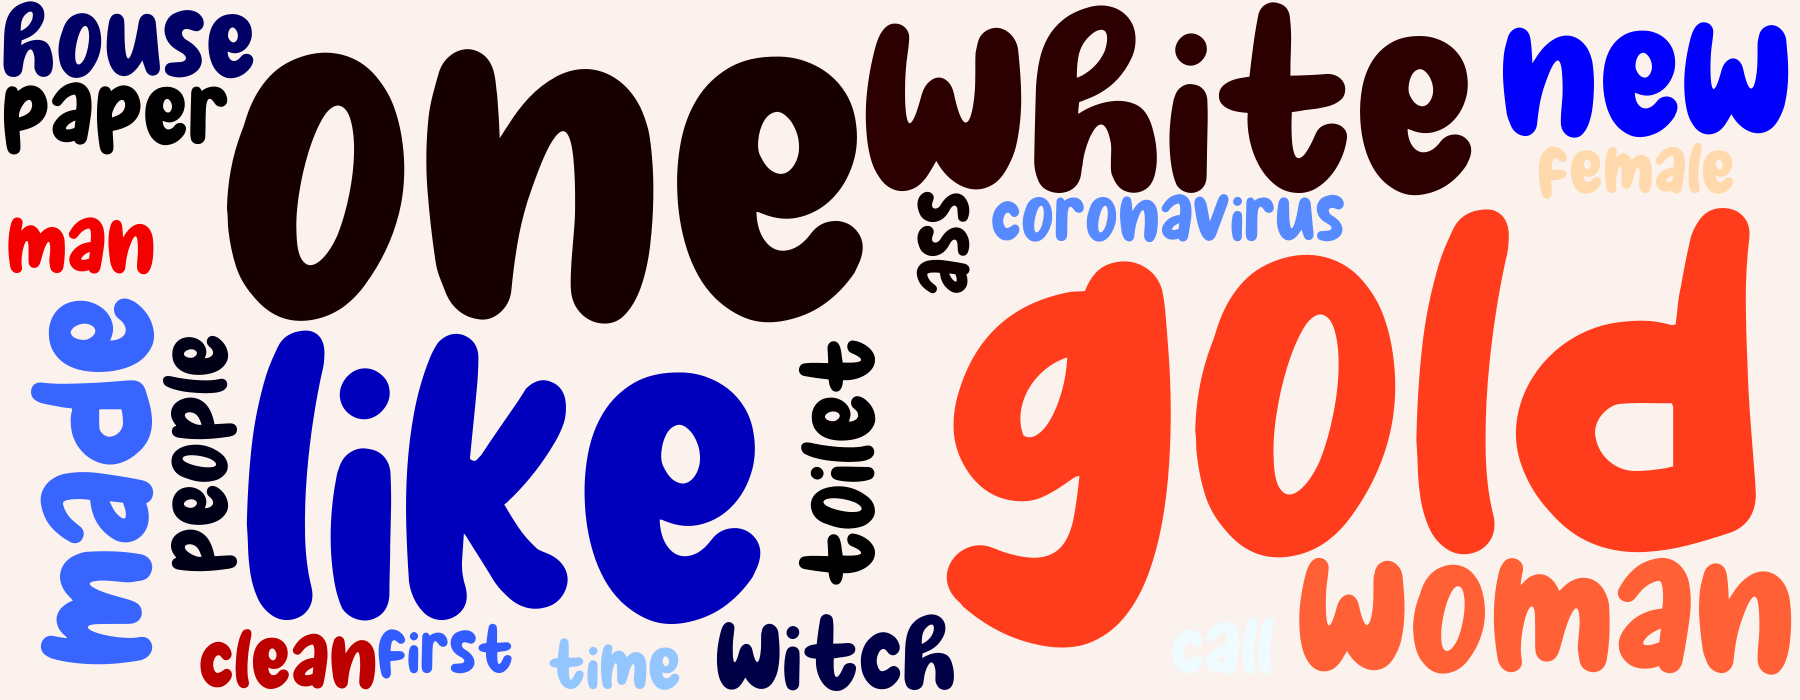 house
paper
one
white
new
female
man
ass
coronavirus
gold
made
people
like
toilet
woman
clean
first
time
witch
call